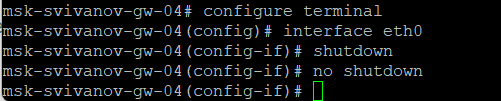 msk-svivanov-gw-04# configure terminal
msk-svivanov-gw-04(config)# interface eth0
msk-svivanov-gw-04(config-if)# shutdown
msk-svivanov-gw-04(config-if)# no shutdown
msk-svivanov-gw-04(config-if)#